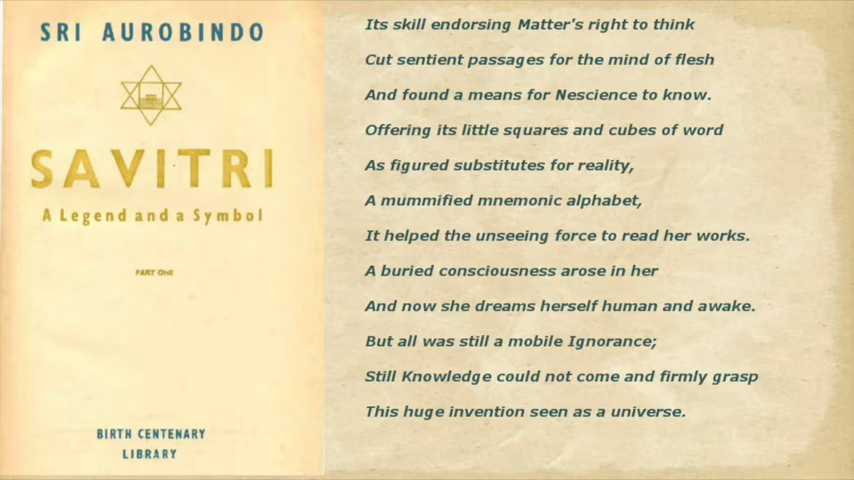 SRI AUROBINDO
SAVITRI
A Legend and a Symbol
PART ONE
BIRTH CENTENARY
LIBRARY
Its skill endorsing Matter's right to think
Cut sentient passages for the mind of flesh
And found a means for Nescience to know.
Offering its little squares and cubes of word
As figured substitutes for reality,
A mummified mnemonic alphabet,
It helped the unseeing force to read her works.
A buried consciousness arose in her
And now she dreams herself human and awake.
But all was still a mobile Ignorance;
Still Knowledge could not come and firmly grasp
This huge invention seen as a universe.